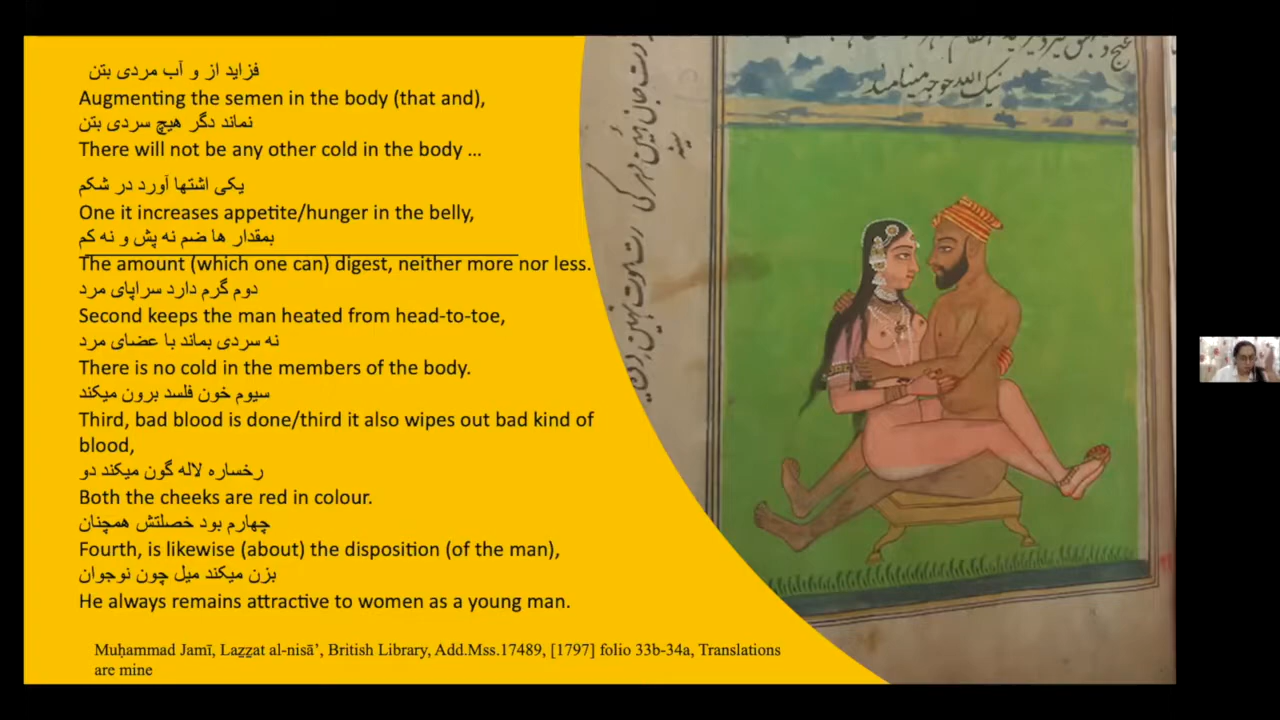 فزاید از و آب مردی بتن
Augmenting the semen in the body (that and),
نماند دگر هیچ سردی بتن
There will not be any other cold in the body ...
یکی اشتها آورد در شکم
One it increases appetite/hunger in the belly,
بمقدار ها ضم نه پش و نه کم
The amount (which one can) digest, neither more nor less.
دوم گرم دارد سراپای مرد
Second keeps the man heated from head-to-toe,
نه سردی بماند با عضای مرد
There is no cold in the members of the body.
سیوم خون فلسد برون میکند
Third, bad blood is done/third it also wipes out bad kind of
blood,
رخساره لاله گون میکند دو
Both the cheeks are red in colour.
چهارم بود خصلتش همچنان
Fourth, is likewise (about) the disposition (of the man),
بزن میکند میل چون نوجوان
He always remains attractive to women as a young man.
Muḥammad Jamī, Laẕẕat al-nisā’, British Library, Add.Mss.17489, [1797] folio 33b-34a, Translations
are mine